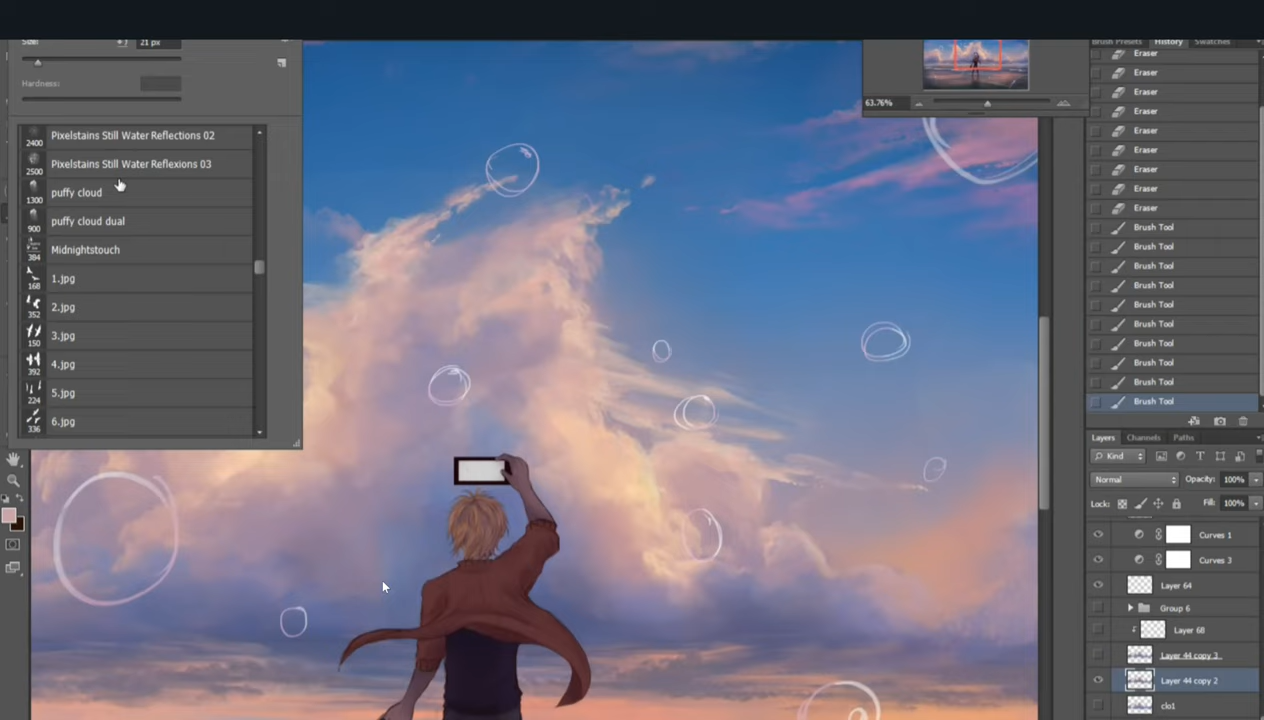 Size:
21 px
Hardness:
2400 Pixelstains Still Water Reflections 02
2500 Pixelstains Still Water Reflexions 03
1300 puffy cloud
900 puffy cloud dual
384 Midnightstouch
168 1.jpg
352 2.jpg
150 3.jpg
392 4.jpg
224 5.jpg
336 6.jpg
63.76%
Brush Presets History Swatches
Eraser
Eraser
Eraser
Eraser
Eraser
Eraser
Eraser
Eraser
Eraser
Brush Tool
Brush Tool
Brush Tool
Brush Tool
Brush Tool
Brush Tool
Brush Tool
Brush Tool
Brush Tool
Brush Tool
Layers Channels Paths
Kind
Normal Opacity: 100%
Lock: Fill: 100%
Curves 1
Curves 3
Layer 64
Group 6
Layer 68
Layer 44 copy 3
Layer 44 copy 2
clo1